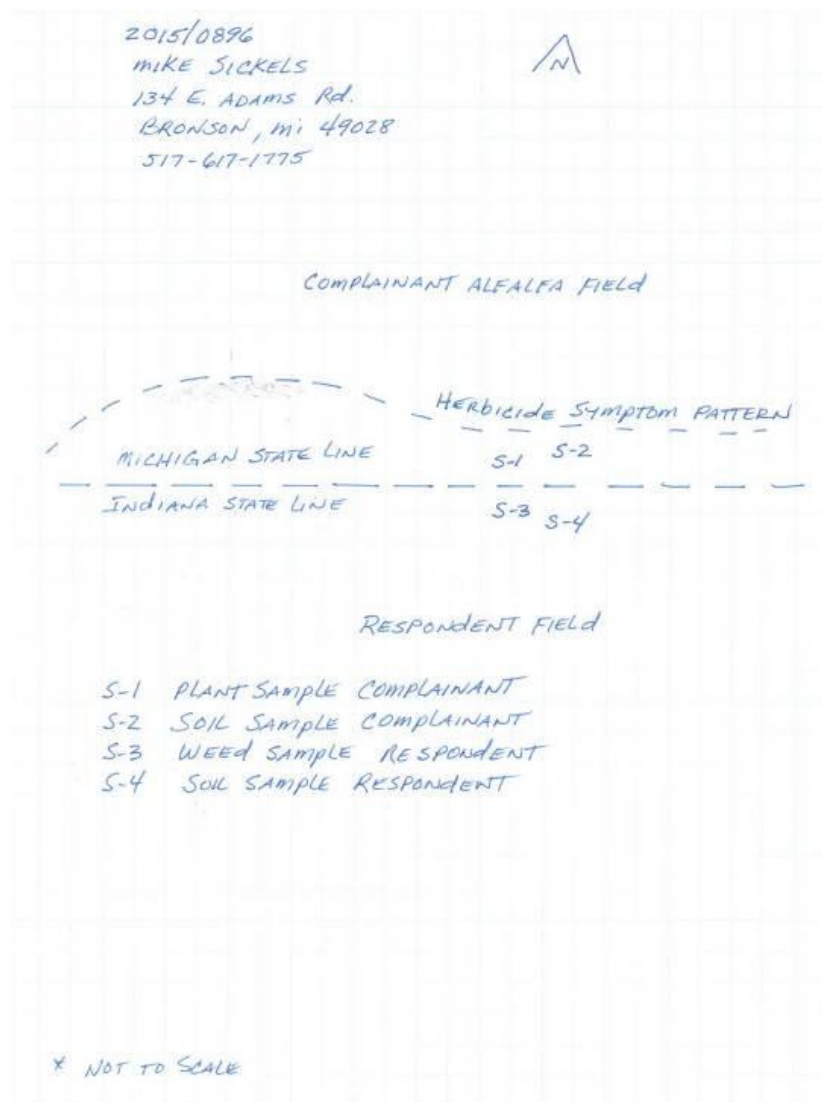 2015/0896
MIKE SICKELS
134 E. ADAMS Rd.
BRONSON, Mi 49028
517-617-1775
N
COMPLAINANT ALFALFA FIELD
HERBICIDE SYMPTOM PATTERN
MICHIGAN STATE LINE
S-1 S-2
INDIANA STATE LINE
S-3 S-4
RESPONDENT FIELD
S-1 PLANT SAMPLE COMPLAINANT
S-2 SOIL SAMPLE COMPLAINANT
S-3 WEED SAMPLE RESPONDENT
S-4 SOIL SAMPLE RESPONDENT
* NOT TO SCALE